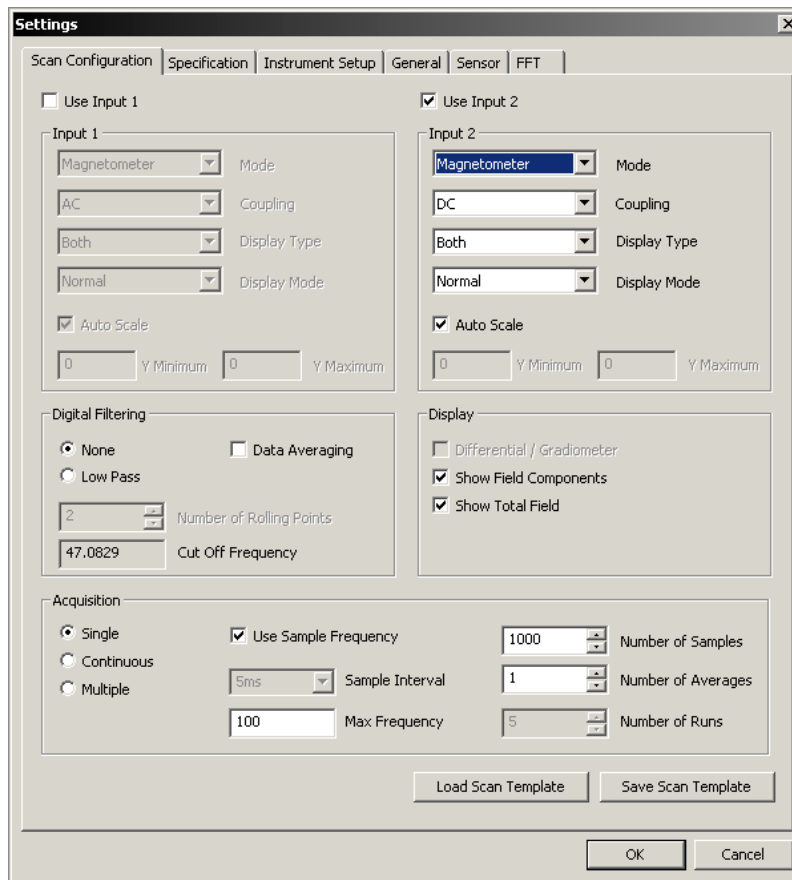 Settings
Scan Configuration Specification Instrument Setup General Sensor FFT
Use Input 1
Use Input 2
Input 1
Magnetometer Mode
AC Coupling
Both Display Type
Normal Display Mode
Auto Scale
0 Y Minimum 0 Y Maximum
Input 2
Magnetometer Mode
DC Coupling
Both Display Type
Normal Display Mode
Auto Scale
0 Y Minimum 0 Y Maximum
Digital Filtering
None Data Averaging
Low Pass
2 Number of Rolling Points
47.0829 Cut Off Frequency
Display
Differential / Gradiometer
Show Field Components
Show Total Field
Acquisition
Single Use Sample Frequency 1000 Number of Samples
Continuous
Multiple 5ms Sample Interval 1 Number of Averages
100 Max Frequency 5 Number of Runs
Load Scan Template Save Scan Template
OK Cancel